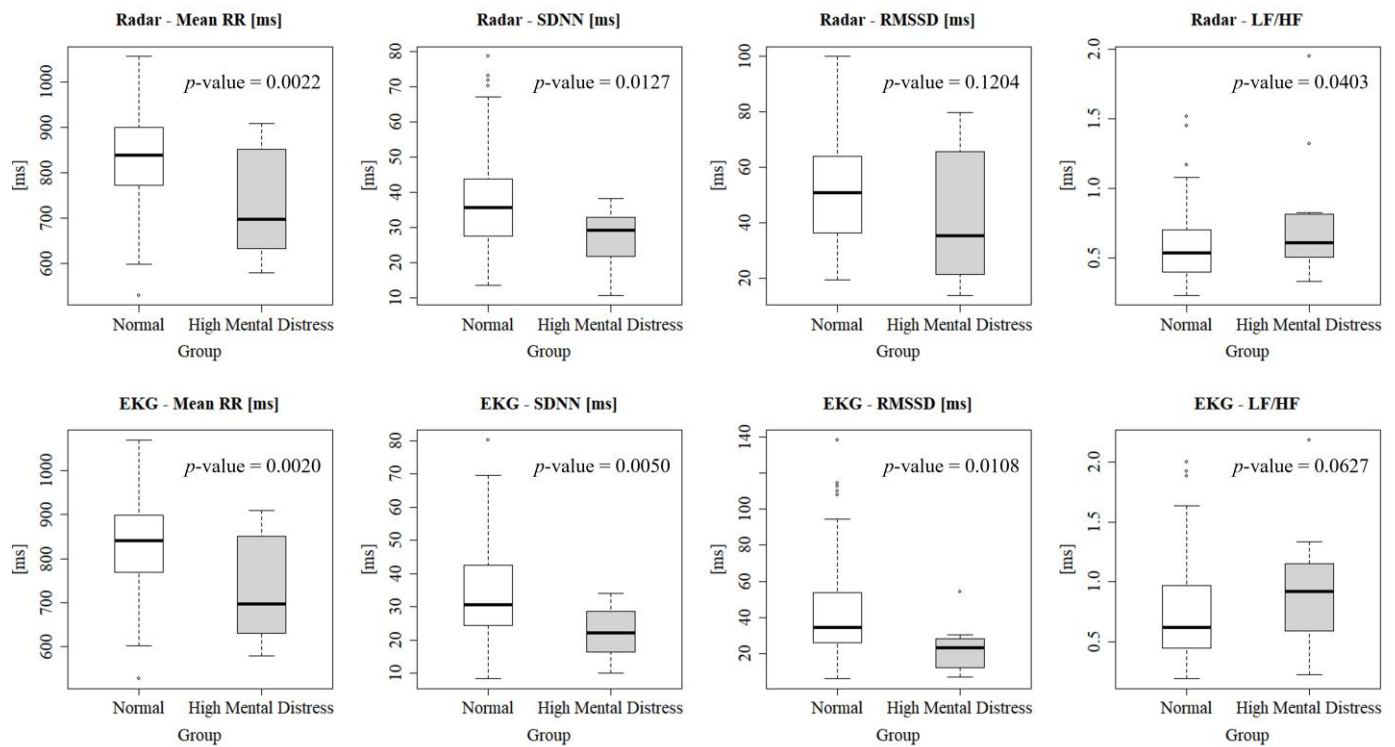 Radar - Mean RR [ms]
p-value = 0.0022
[ms]
1000
900
800
700
600
Normal
High Mental Distress
Group
Radar - SDNN [ms]
p-value = 0.0127
[ms]
80
70
60
50
40
30
20
10
Normal
High Mental Distress
Group
Radar - RMSSD [ms]
p-value = 0.1204
[ms]
100
80
60
40
20
Normal
High Mental Distress
Group
Radar - LF/HF
p-value = 0.0403
[ms]
2.0
1.5
1.0
0.5
Normal
High Mental Distress
Group
EKG - Mean RR [ms]
p-value = 0.0020
[ms]
1000
900
800
700
600
Normal
High Mental Distress
Group
EKG - SDNN [ms]
p-value = 0.0050
[ms]
80
70
60
50
40
30
20
10
Normal
High Mental Distress
Group
EKG - RMSSD [ms]
p-value = 0.0108
[ms]
140
100
80
60
40
20
Normal
High Mental Distress
Group
EKG - LF/HF
p-value = 0.0627
[ms]
2.0
1.5
1.0
0.5
Normal
High Mental Distress
Group